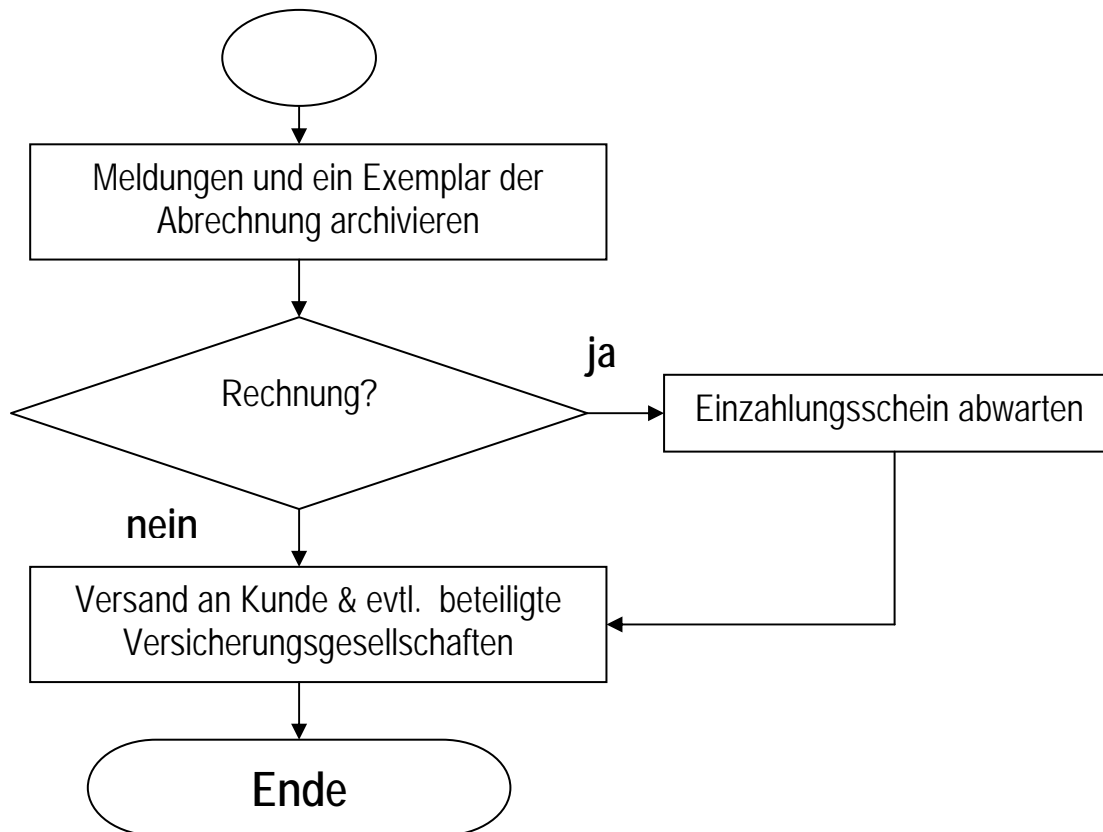 Meldungen und ein Exemplar der
Abrechnung archivieren
Rechnung?
ja
Einzahlungsschein abwarten
nein
Versand an Kunde & evtl. beteiligte
Versicherungsgesellschaften
Ende